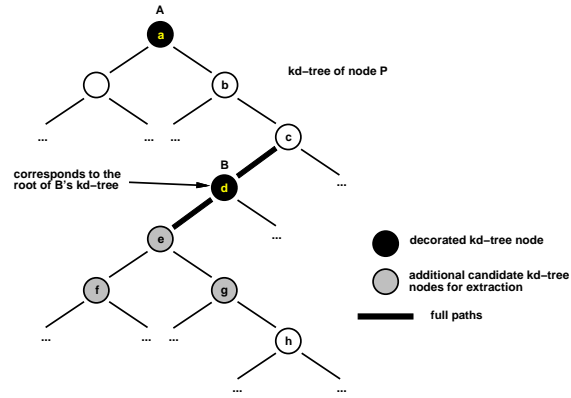 A
a
kd-tree of node P
b
... ... ...
c
corresponds to the
root of B's kd-tree
B
d
...
e
...
decorated kd-tree node
f
g
additional candidate kd-tree
nodes for extraction
full paths
... ... ...
h
... ...